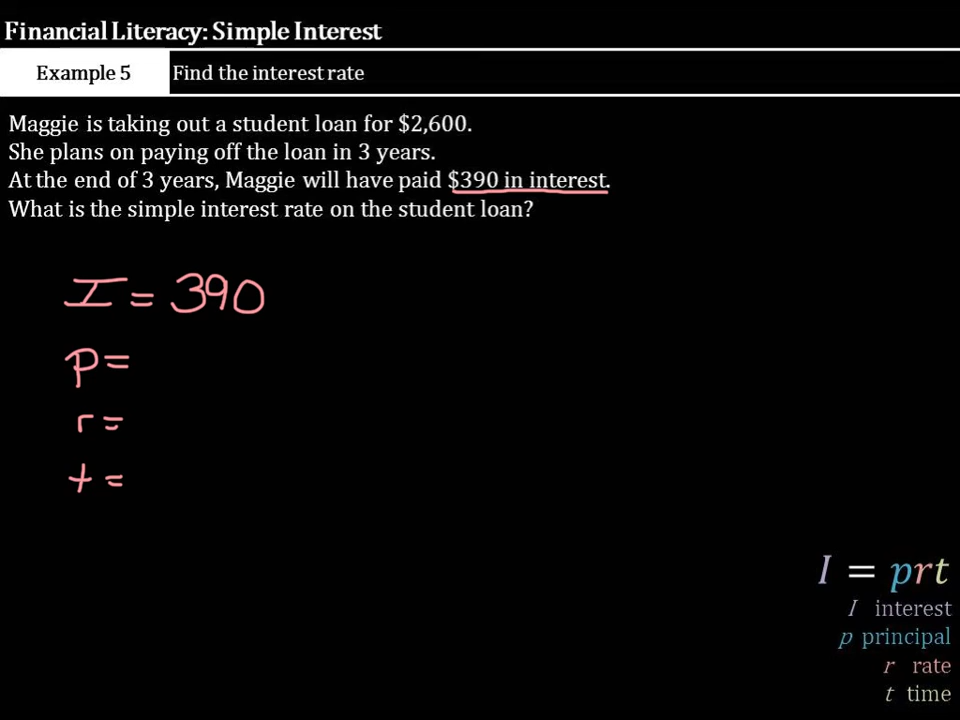 Financial Literacy: Simple Interest
Example 5 Find the interest rate
Maggie is taking out a student loan for $2,600.
She plans on paying off the loan in 3 years.
At the end of 3 years, Maggie will have paid $390 in interest.
What is the simple interest rate on the student loan?
I = 390
p =
r =
t =
I = prt
I interest
p principal
r rate
t time